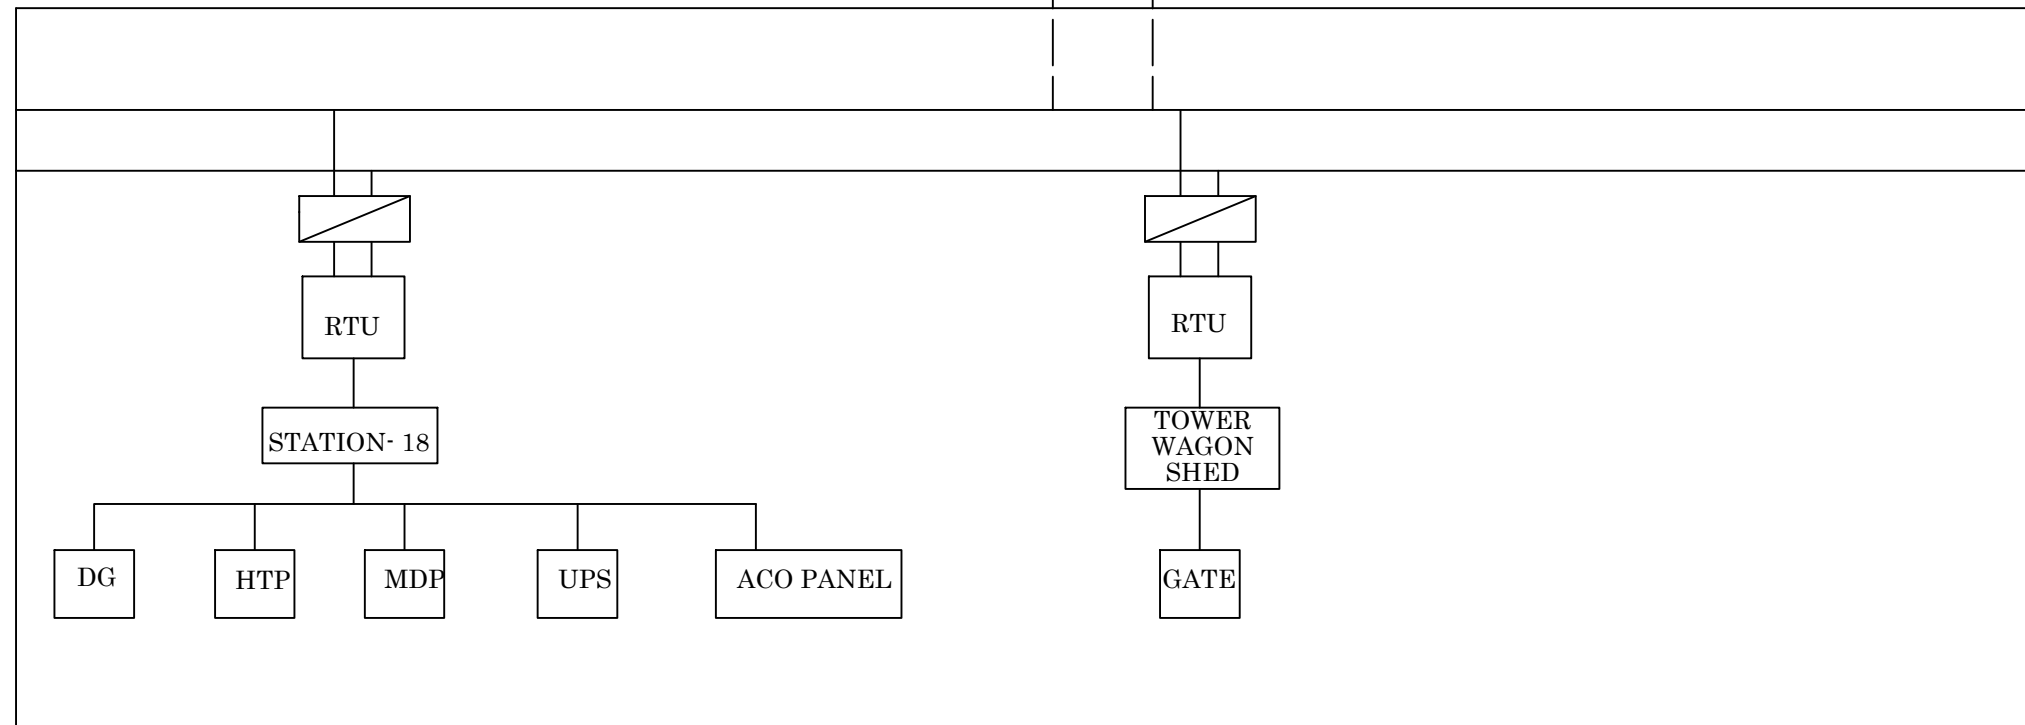 RTU
RTU
STATION- 18
TOWER
WAGON
SHED
DG
HTP
MDP
UPS
ACO PANEL
GATE